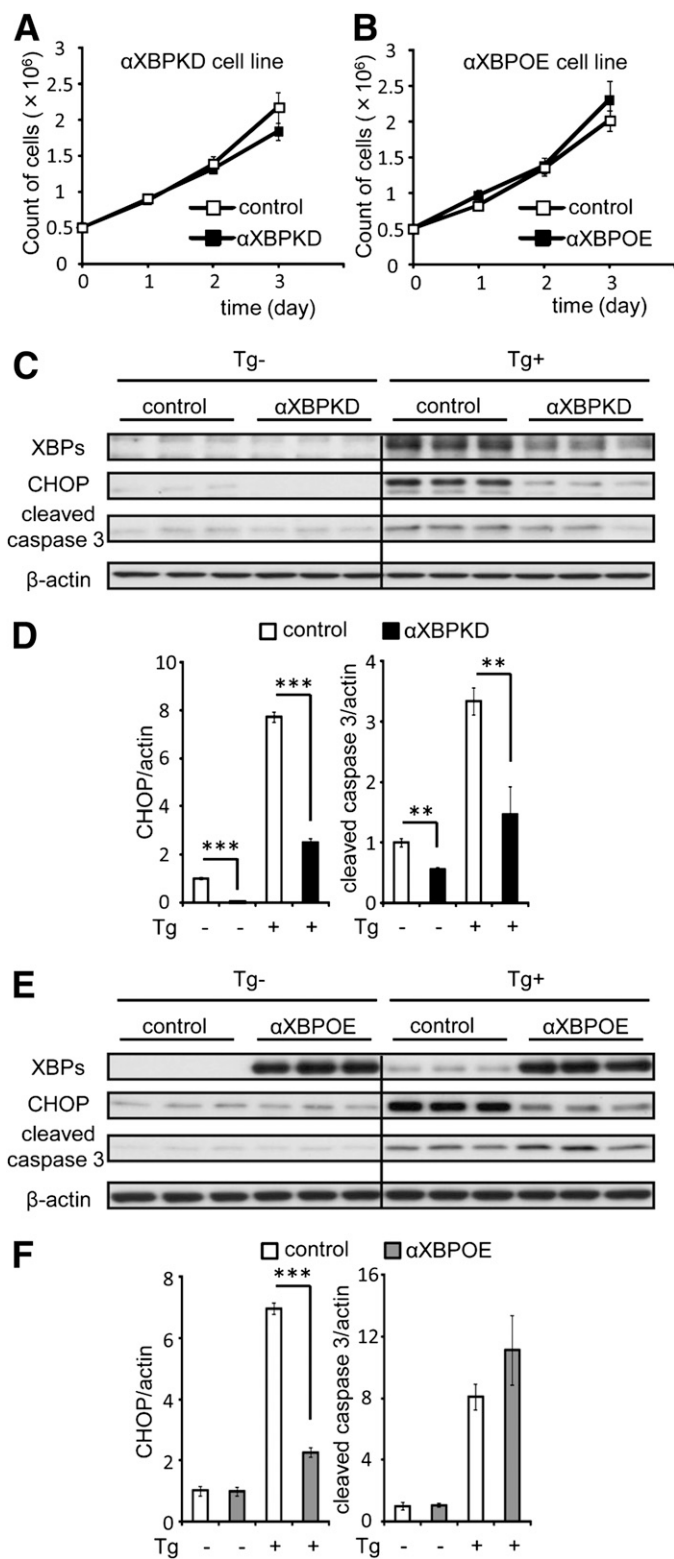 A
αXBPKD cell line
Count of cells (×10⁶)
3
2.5
2
1.5
1
0.5
0
control
αXBPKD
0 1 2 3
time (day)
B
αXBPOE cell line
Count of cells (×10⁶)
3
2.5
2
1.5
1
0.5
0
control
αXBPOE
0 1 2 3
time (day)
C
Tg- Tg+
control αXBPKD control αXBPKD
XBPs
CHOP
cleaved
caspase 3
β-actin
D
control αXBPKD
CHOP/actin
10
8
6
4
2
0
***
***
Tg - - + +
cleaved caspase 3/actin
4
3
2
1
0
**
**
- - + +
E
Tg- Tg+
control αXBPOE control αXBPOE
XBPs
CHOP
cleaved
caspase 3
β-actin
F
control αXBPOE
CHOP/actin
8
6
4
2
0
***
Tg - - + +
cleaved caspase 3/actin
16
12
8
4
0
Tg - - + +